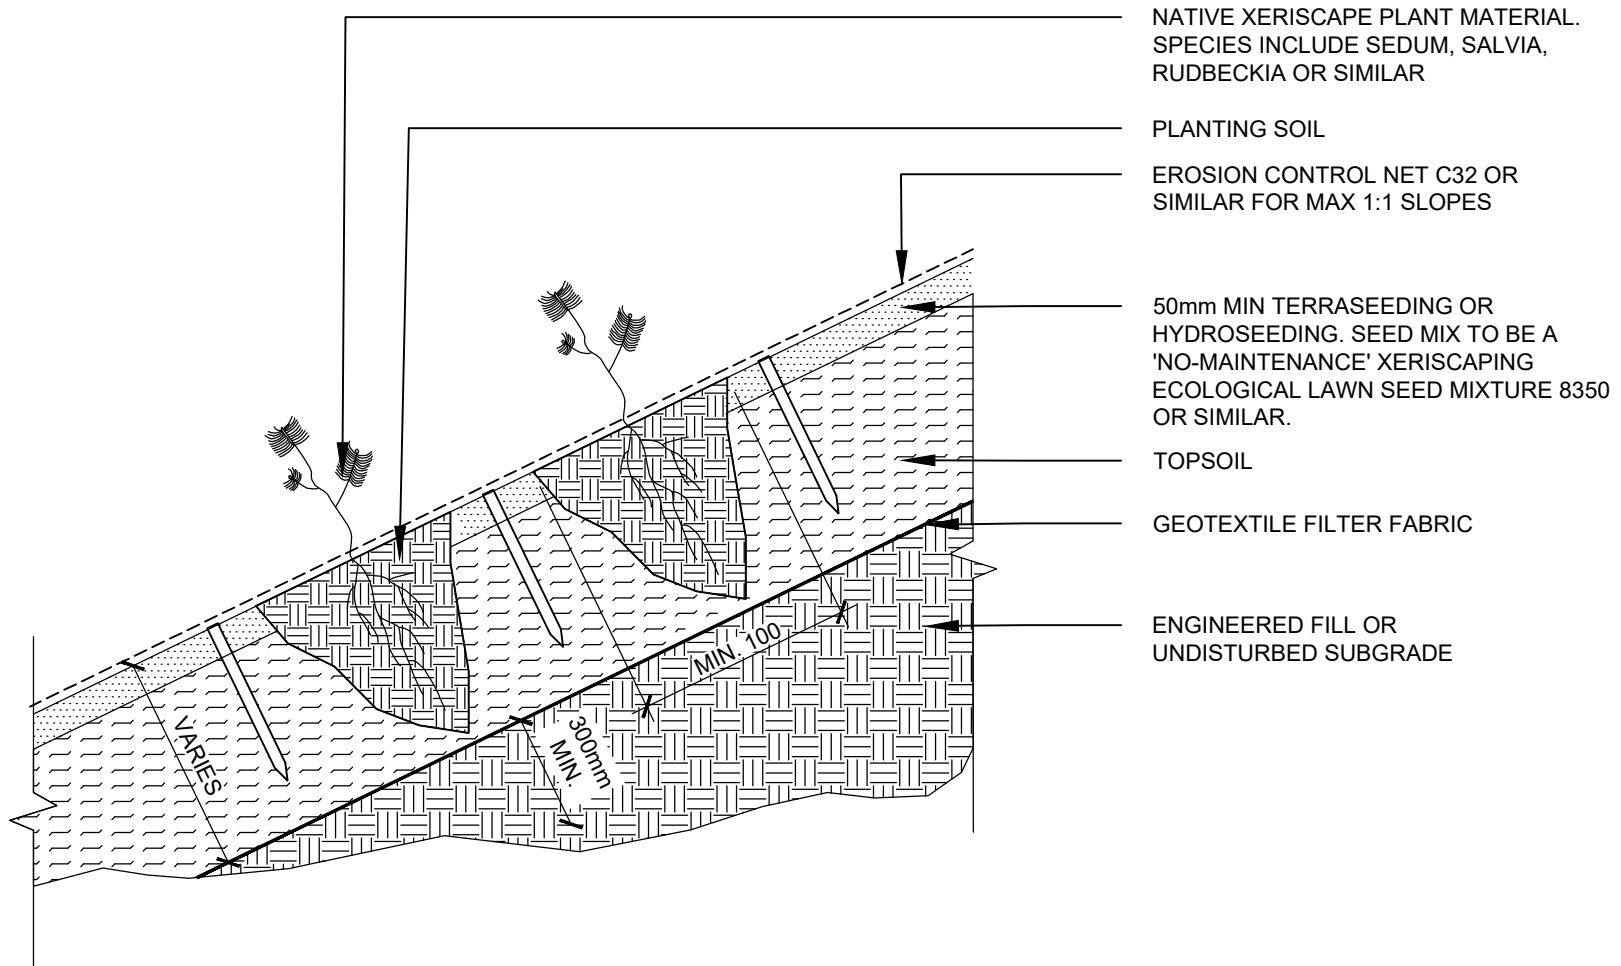 NATIVE XERISCAPE PLANT MATERIAL.
SPECIES INCLUDE SEDUM, SALVIA,
RUDBECKIA OR SIMILAR
PLANTING SOIL
EROSION CONTROL NET C32 OR
SIMILAR FOR MAX 1:1 SLOPES
50mm MIN TERRASEEDING OR
HYDROSEEDING. SEED MIX TO BE A
'NO-MAINTENANCE' XERISCAPING
ECOLOGICAL LAWN SEED MIXTURE 8350
OR SIMILAR.
TOPSOIL
GEOTEXTILE FILTER FABRIC
ENGINEERED FILL OR
UNDISTURBED SUBGRADE
VARIES
300mm
MIN.
MIN. 100